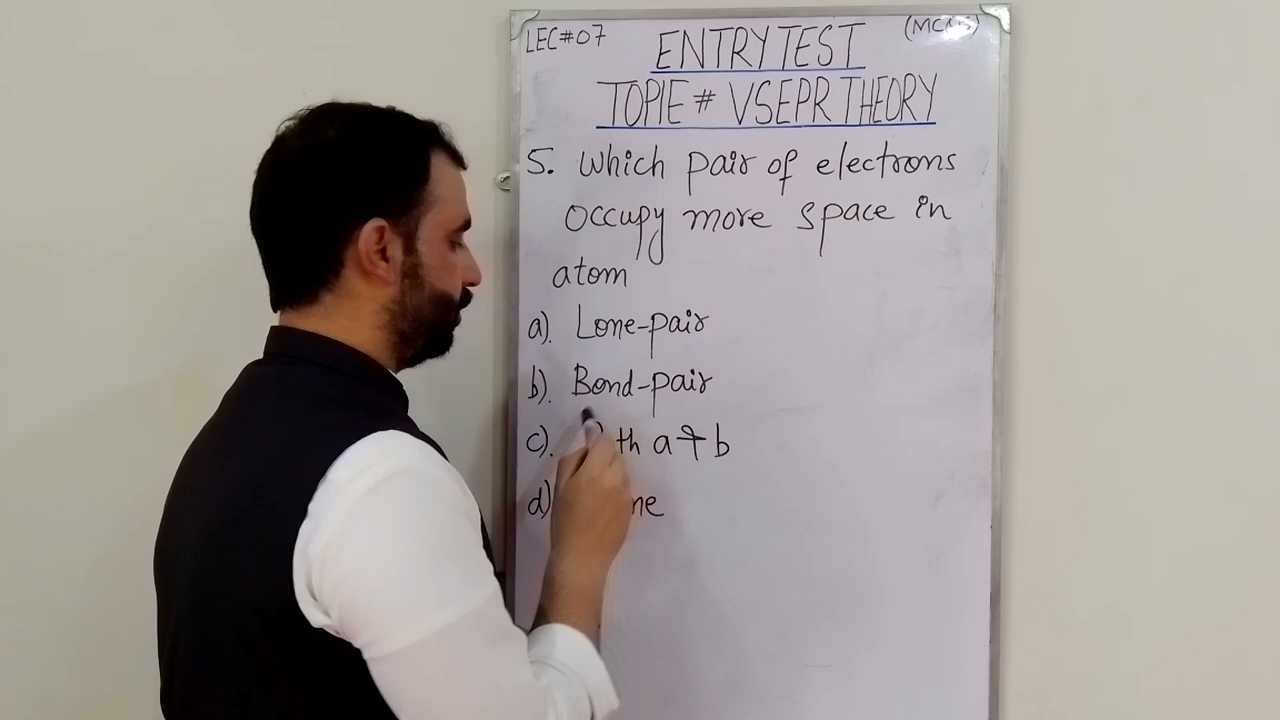 LEC#07
(MCQS)
ENTRY TEST
TOPIE # VSEPR THEORY
5. Which pair of electrons
occupy more space in
atom
a). Lone-pair
b). Bond-pair
c). th a & b
d) ne